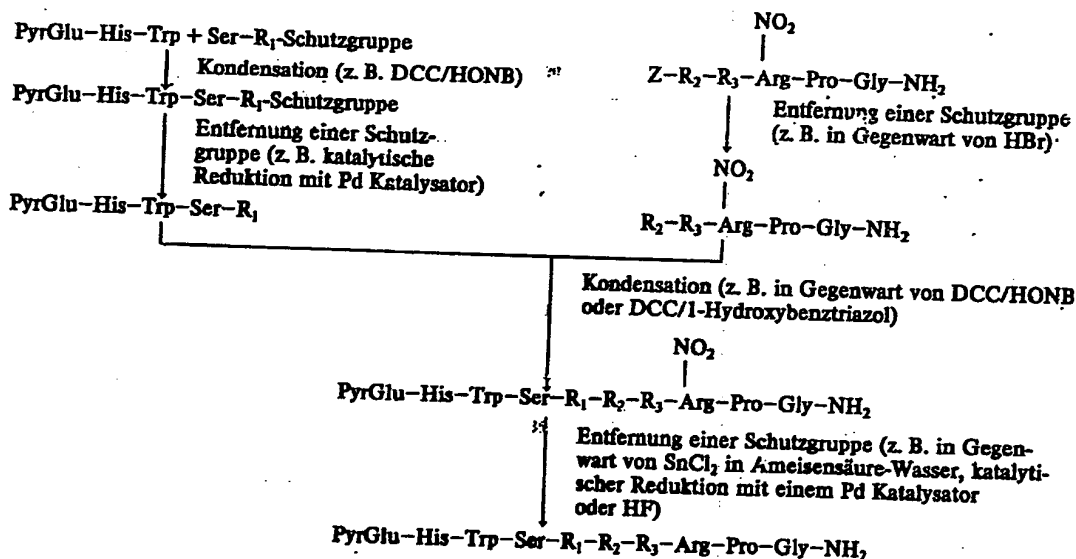 PyrGlu–His–Trp + Ser–R₁-Schutzgruppe
Kondensation (z. B. DCC/HONB)
PyrGlu–His–Trp–Ser–R₁-Schutzgruppe
Entfernung einer Schutz-
gruppe (z. B. katalytische
Reduktion mit Pd Katalysator)
PyrGlu–His–Trp–Ser–R₁
NO₂
Z–R₂–R₃–Arg–Pro–Gly–NH₂
Entfernung einer Schutzgruppe
(z. B. in Gegenwart von HBr)
NO₂
R₂–R₃–Arg–Pro–Gly–NH₂
Kondensation (z. B. in Gegenwart von DCC/HONB
oder DCC/1-Hydroxybenztriazol)
NO₂
PyrGlu–His–Trp–Ser–R₁–R₂–R₃–Arg–Pro–Gly–NH₂
Entfernung einer Schutzgruppe (z. B. in Gegen-
wart von SnCl₂ in Ameisensäure-Wasser, katalyti-
scher Reduktion mit einem Pd Katalysator
oder HF)
PyrGlu–His–Trp–Ser–R₁–R₂–R₃–Arg–Pro–Gly–NH₂